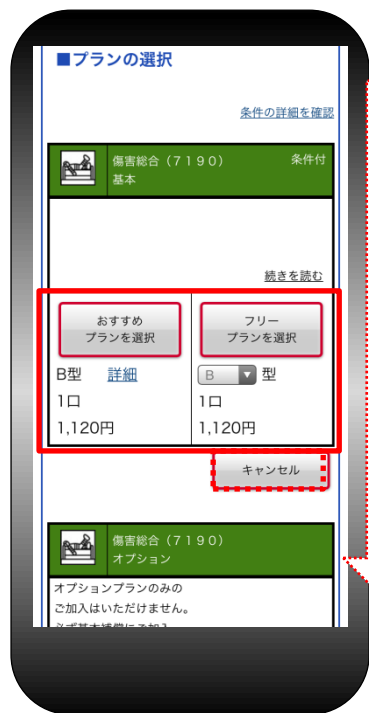 ■プランの選択
条件の詳細を確認
傷害総合（７１９０） 条件付
基本
続きを読む
おすすめ
プランを選択
フリー
プランを選択
B型 詳細
B 型
1口
1口
1,120円
1,120円
キャンセル
傷害総合（７１９０）
オプション
オプションプランのみの
ご加入はいただけません。